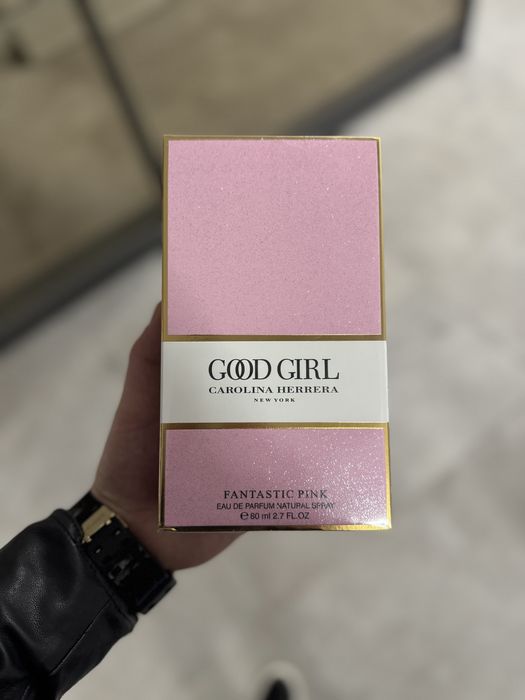 GOOD GIRL
CAROLINA HERRERA
NEW YORK
FANTASTIC PINK
EAU DE PARFUM NATURAL SPRAY
℮ 80 ml 2.7 FL.OZ